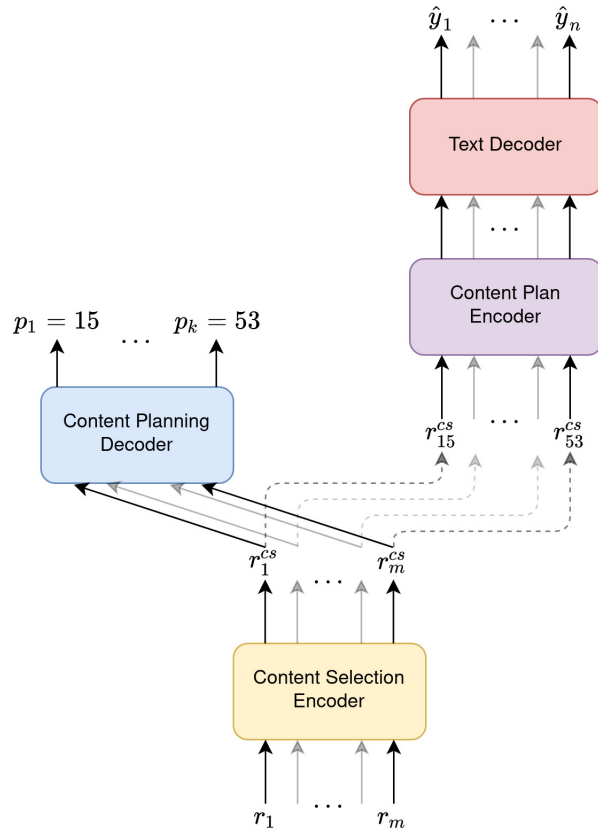 ŷ₁ ⋯ ŷₙ
Text Decoder
⋯
Content Plan
Encoder
p₁ = 15 ⋯ pₖ = 53
⋯
Content Planning
Decoder
r₁₅ᶜˢ r₅₃ᶜˢ
r₁ᶜˢ rₘᶜˢ
⋯
Content Selection
Encoder
⋯
r₁ rₘ